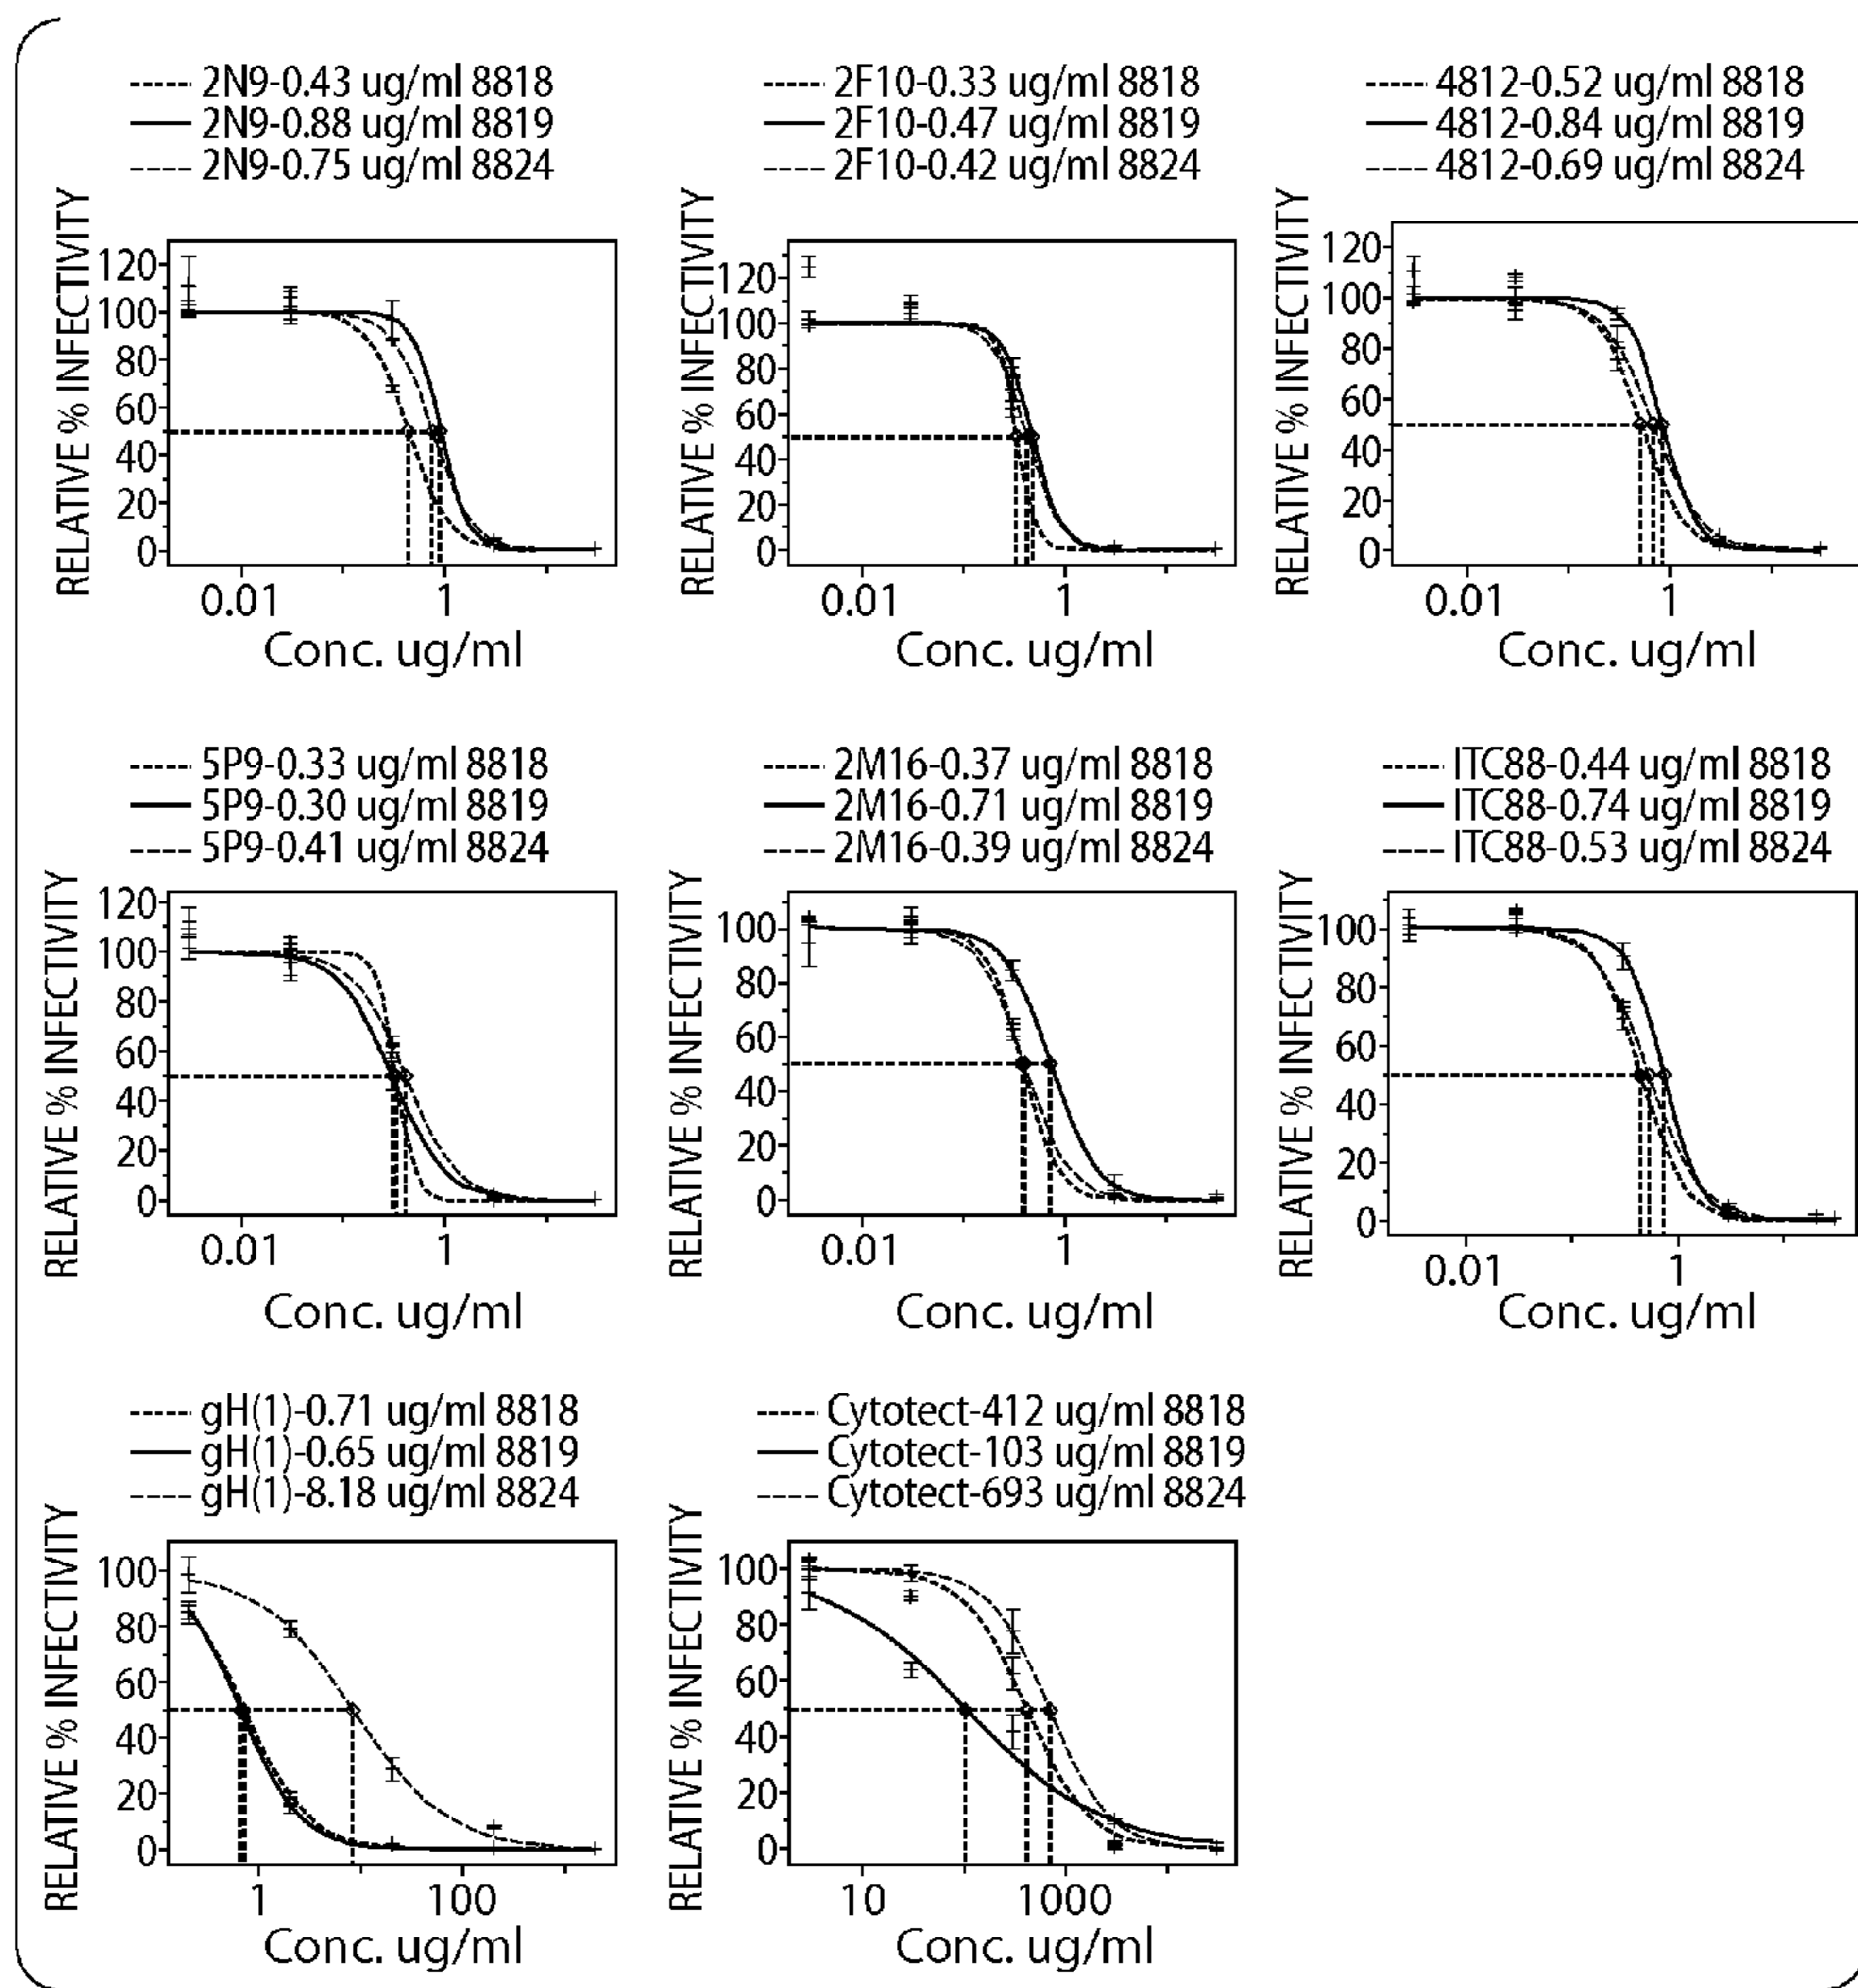 2N9-0.43 ug/ml 8818
2N9-0.88 ug/ml 8819
2N9-0.75 ug/ml 8824
RELATIVE % INFECTIVITY
120
100
80
60
40
20
0
0.01
1
Conc. ug/ml
2F10-0.33 ug/ml 8818
2F10-0.47 ug/ml 8819
2F10-0.42 ug/ml 8824
RELATIVE % INFECTIVITY
120
100
80
60
40
20
0
0.01
1
Conc. ug/ml
4812-0.52 ug/ml 8818
4812-0.84 ug/ml 8819
4812-0.69 ug/ml 8824
RELATIVE % INFECTIVITY
120
100
80
60
40
20
0
0.01
1
Conc. ug/ml
5P9-0.33 ug/ml 8818
5P9-0.30 ug/ml 8819
5P9-0.41 ug/ml 8824
RELATIVE % INFECTIVITY
120
100
80
60
40
20
0
0.01
1
Conc. ug/ml
2M16-0.37 ug/ml 8818
2M16-0.71 ug/ml 8819
2M16-0.39 ug/ml 8824
RELATIVE % INFECTIVITY
100
80
60
40
20
0
0.01
1
Conc. ug/ml
ITC88-0.44 ug/ml 8818
ITC88-0.74 ug/ml 8819
ITC88-0.53 ug/ml 8824
RELATIVE % INFECTIVITY
100
80
60
40
20
0
0.01
1
Conc. ug/ml
gH(1)-0.71 ug/ml 8818
gH(1)-0.65 ug/ml 8819
gH(1)-8.18 ug/ml 8824
RELATIVE % INFECTIVITY
100
80
60
40
20
0
1
100
Conc. ug/ml
Cytotect-412 ug/ml 8818
Cytotect-103 ug/ml 8819
Cytotect-693 ug/ml 8824
RELATIVE % INFECTIVITY
100
80
60
40
20
0
10
1000
Conc. ug/ml